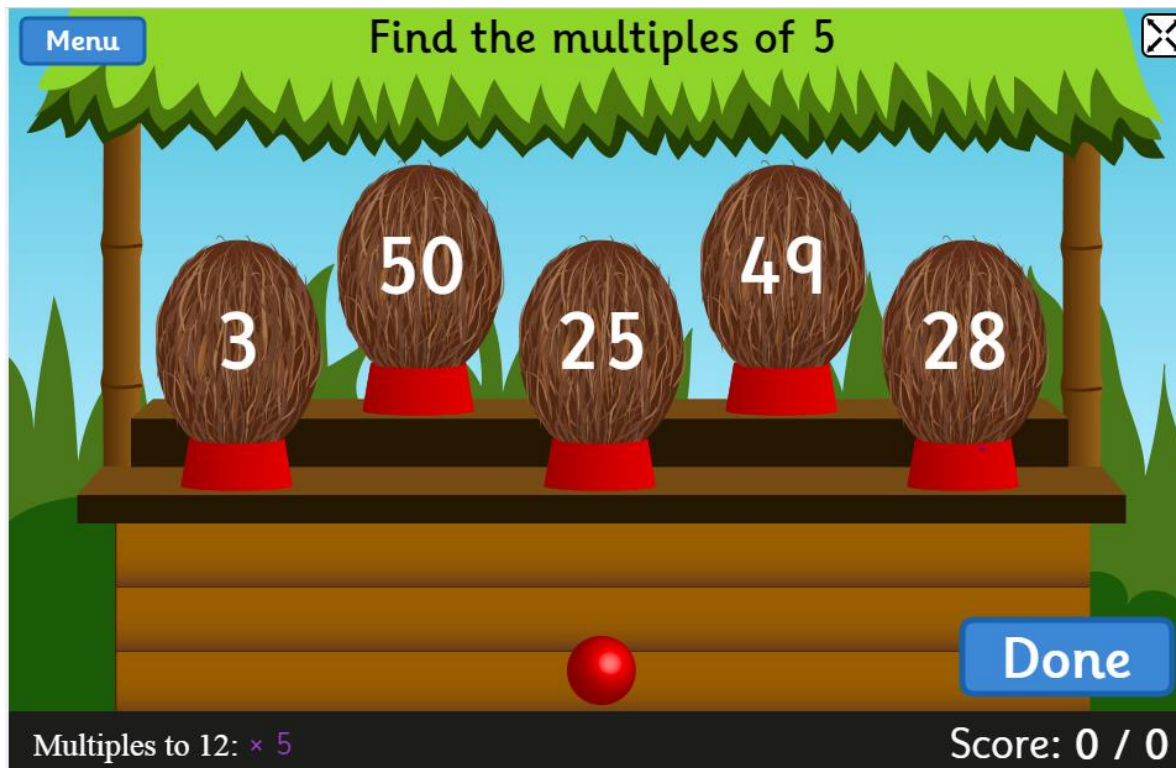 Menu
Find the multiples of 5
50
49
3
25
28
Done
Multiples to 12: × 5
Score: 0 / 0